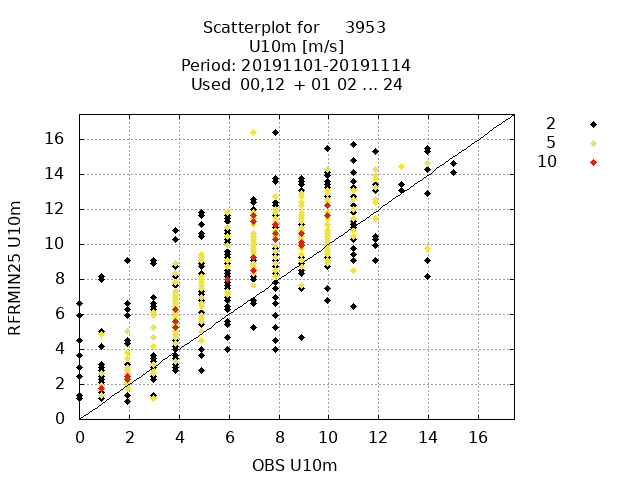 Scatterplot for 3953
U10m [m/s]
Period: 20191101-20191114
Used 00,12 + 01 02 ... 24
2
5
10
16
14
12
10
8
6
4
2
0
RFRMIN25 U10m
0 2 4 6 8 10 12 14 16
OBS U10m